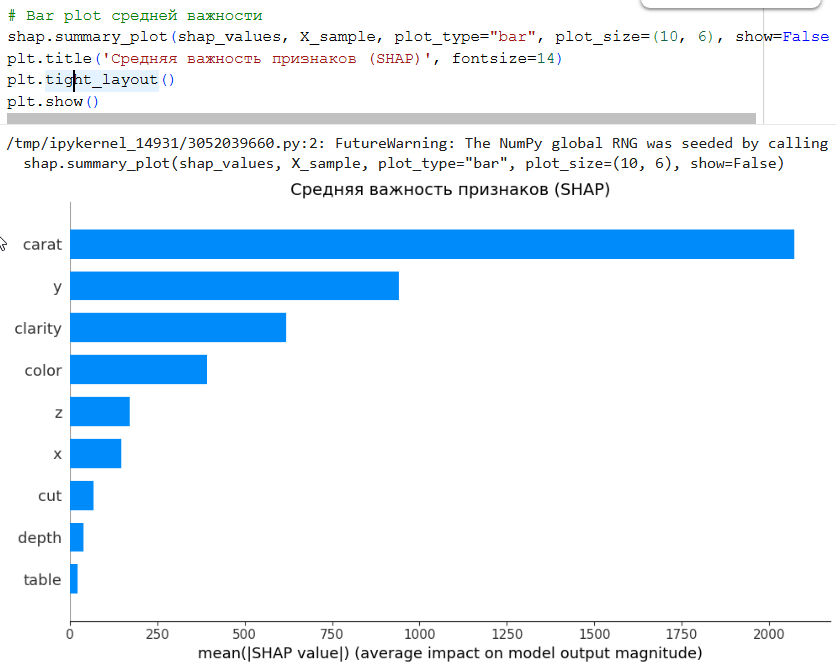 # Bar plot средней важности
shap.summary_plot(shap_values, X_sample, plot_type="bar", plot_size=(10, 6), show=False
plt.title('Средняя важность признаков (SHAP)', fontsize=14)
plt.tight_layout()
plt.show()
/tmp/ipykernel_14931/3052039660.py:2: FutureWarning: The NumPy global RNG was seeded by calling
shap.summary_plot(shap_values, X_sample, plot_type="bar", plot_size=(10, 6), show=False)
Средняя важность признаков (SHAP)
carat
y
clarity
color
z
x
cut
depth
table
0 250 500 750 1000 1250 1500 1750 2000
mean(|SHAP value|) (average impact on model output magnitude)